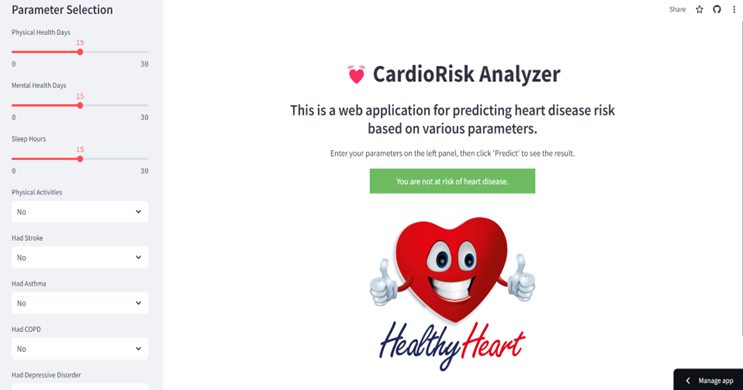 Parameter Selection
Physical Health Days
15
0 30
Mental Health Days
15
0 30
Sleep Hours
15
0 30
Physical Activities
No
Had Stroke
No
Had Asthma
No
Had COPD
No
Had Depressive Disorder
Share
CardioRisk Analyzer
This is a web application for predicting heart disease risk
based on various parameters.
Enter your parameters on the left panel, then click 'Predict' to see the result.
You are not at risk of heart disease.
HealthyHeart
Manage app